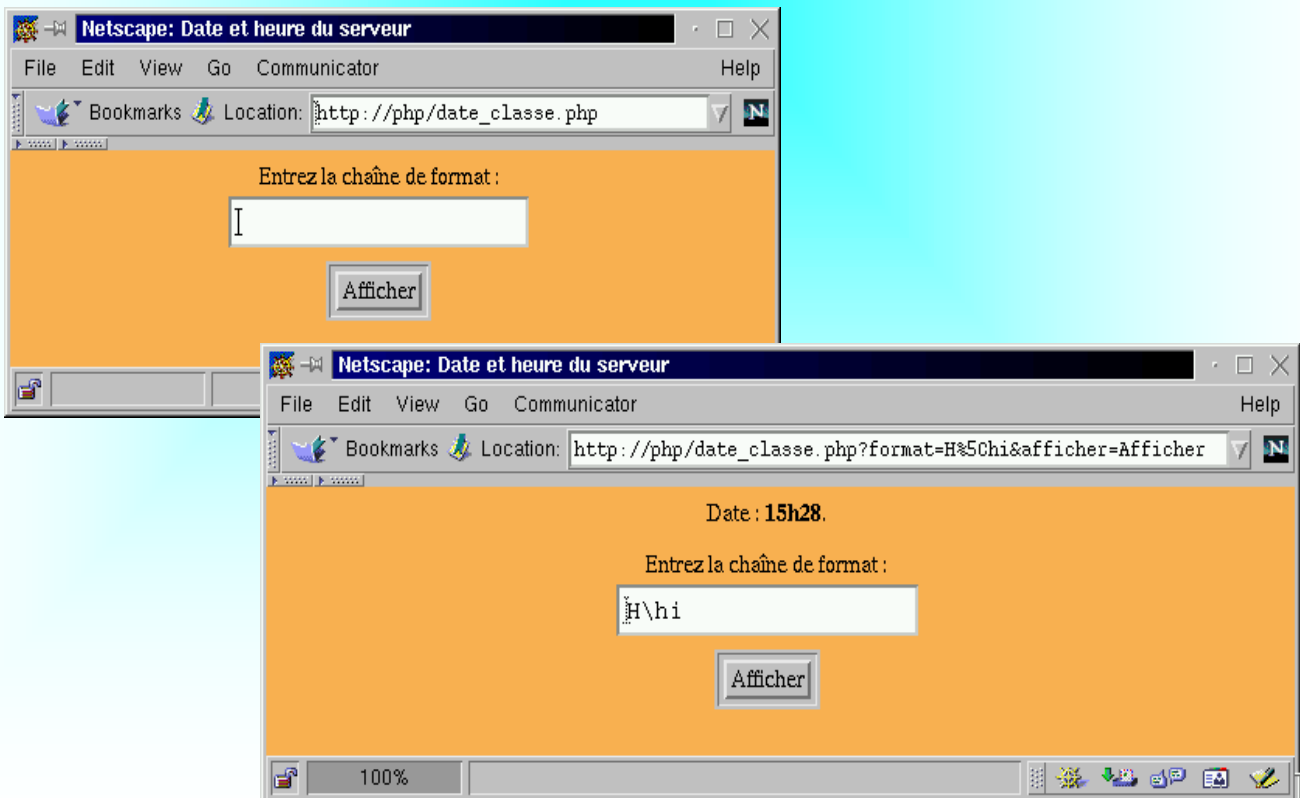 Netscape: Date et heure du serveur
File Edit View Go Communicator Help
Bookmarks Location: http://php/date_classe.php N
Entrez la chaîne de format :
Afficher
Netscape: Date et heure du serveur
File Edit View Go Communicator Help
Bookmarks Location: http://php/date_classe.php?format=H%5Chi&afficher=Afficher N
Date : 15h28.
Entrez la chaîne de format :
H\hi
Afficher
100%